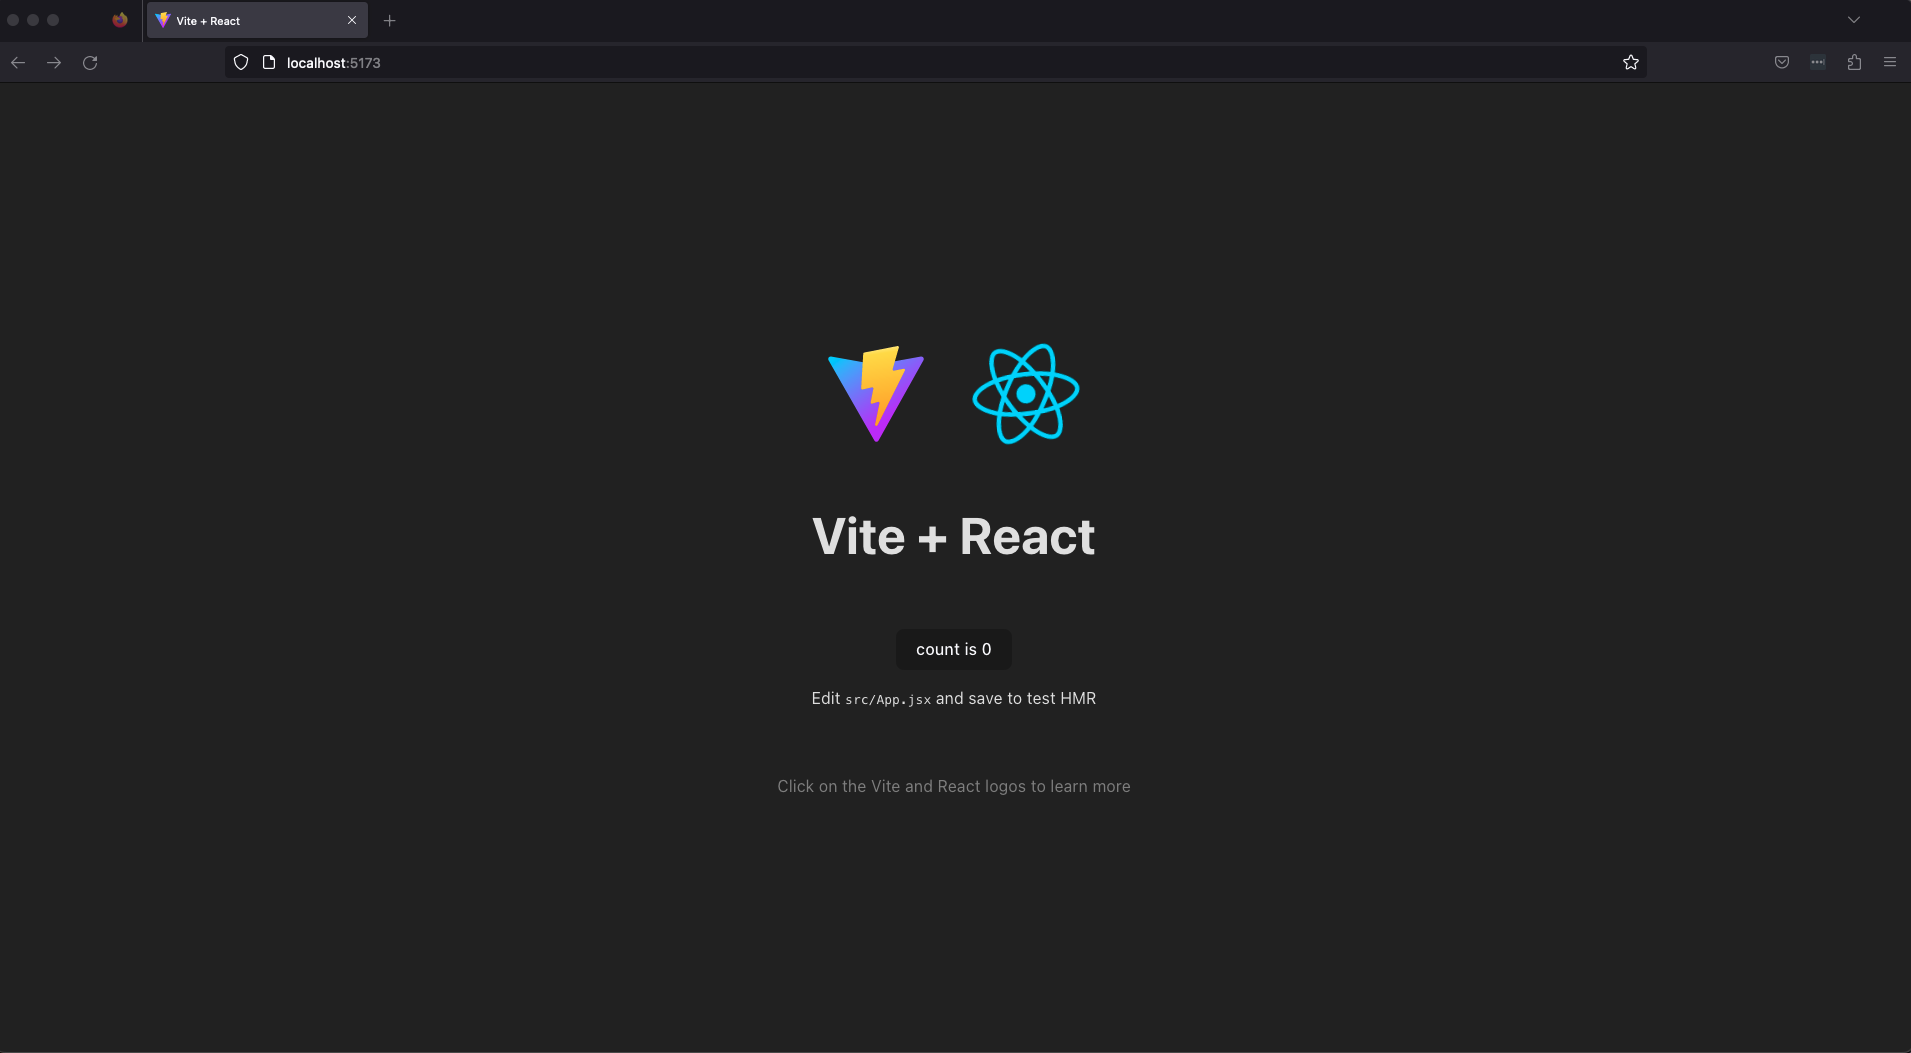 Vite + React
localhost:5173
Vite + React
count is 0
Edit src/App.jsx and save to test HMR
Click on the Vite and React logos to learn more